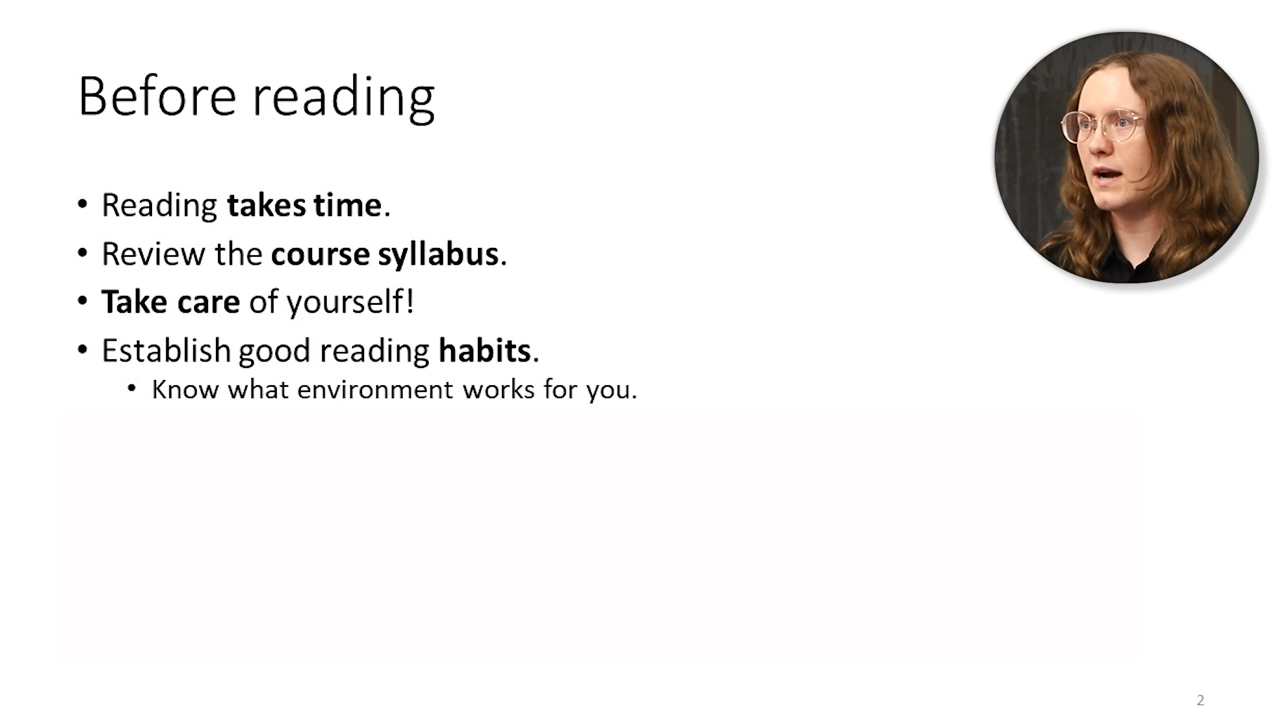 Before reading
• Reading takes time.
• Review the course syllabus.
• Take care of yourself!
• Establish good reading habits.
• Know what environment works for you.
2